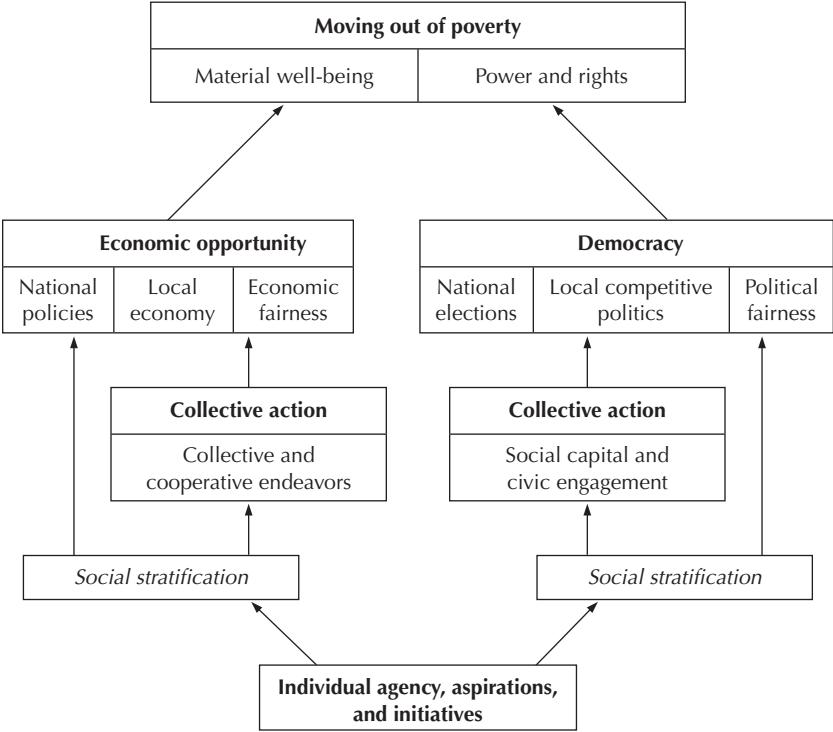 Moving out of poverty
Material well-being
Power and rights
Economic opportunity
National
policies
Local
economy
Economic
fairness
Democracy
National
elections
Local competitive
politics
Political
fairness
Collective action
Collective and
cooperative endeavors
Collective action
Social capital and
civic engagement
Social stratification
Social stratification
Individual agency, aspirations,
and initiatives